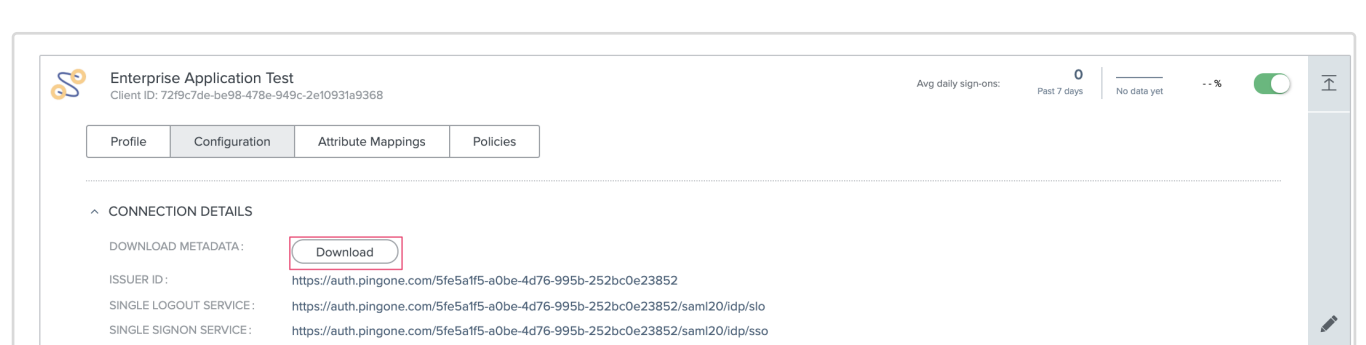 Enterprise Application Test
Client ID: 72f9c7de-be98-478e-949c-2e10931a9368
Avg daily sign-ons:
0
Past 7 days
No data yet
- - %
Profile
Configuration
Attribute Mappings
Policies
CONNECTION DETAILS
DOWNLOAD METADATA:
Download
ISSUER ID:
https://auth.pingone.com/5fe5a1f5-a0be-4d76-995b-252bc0e23852
SINGLE LOGOUT SERVICE:
https://auth.pingone.com/5fe5a1f5-a0be-4d76-995b-252bc0e23852/saml20/idp/slo
SINGLE SIGNON SERVICE:
https://auth.pingone.com/5fe5a1f5-a0be-4d76-995b-252bc0e23852/saml20/idp/sso